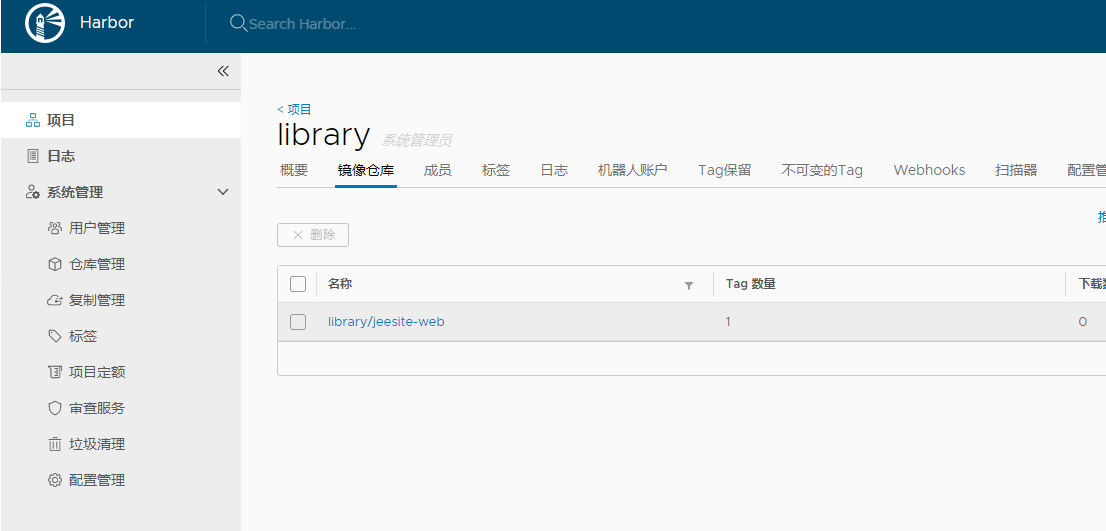 Harbor
Search Harbor...
项目
日志
系统管理
用户管理
仓库管理
复制管理
标签
项目定额
审查服务
垃圾清理
配置管理
< 项目
library 系统管理员
概要 镜像仓库 成员 标签 日志 机器人账户 Tag保留 不可变的Tag Webhooks 扫描器 配置管
删除
名称 Tag 数量 下载
library/jeesite-web 1 0